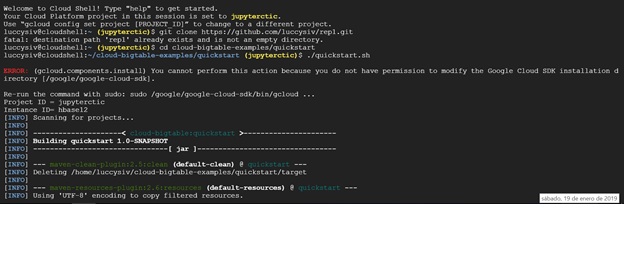 Welcome to Cloud Shell! Type "help" to get started.
Your Cloud Platform project in this session is set to jupyterctic.
Use “gcloud config set project [PROJECT_ID]” to change to a different project.
luccysiv@cloudshell:~ (jupyterctic)$ git clone https://github.com/luccysiv/rep1.git
fatal: destination path 'rep1' already exists and is not an empty directory.
luccysiv@cloudshell:~ (jupyterctic)$ cd cloud-bigtable-examples/quickstart
luccysiv@cloudshell:~/cloud-bigtable-examples/quickstart (jupyterctic)$ ./quickstart.sh
ERROR: (gcloud.components.install) You cannot perform this action because you do not have permission to modify the Google Cloud SDK installation d
irectory [/google/google-cloud-sdk].
Re-run the command with sudo: sudo /google/google-cloud-sdk/bin/gcloud ...
Project ID = jupyterctic
Instance ID= hbase12
[INFO] Scanning for projects...
[INFO]
[INFO] ---------------------< cloud-bigtable:quickstart >----------------------
[INFO] Building quickstart 1.0-SNAPSHOT
[INFO] --------------------------------[ jar ]---------------------------------
[INFO]
[INFO] --- maven-clean-plugin:2.5:clean (default-clean) @ quickstart ---
[INFO] Deleting /home/luccysiv/cloud-bigtable-examples/quickstart/target
[INFO]
[INFO] --- maven-resources-plugin:2.6:resources (default-resources) @ quickstart ---
[INFO] Using 'UTF-8' encoding to copy filtered resources.
sábado, 19 de enero de 2019